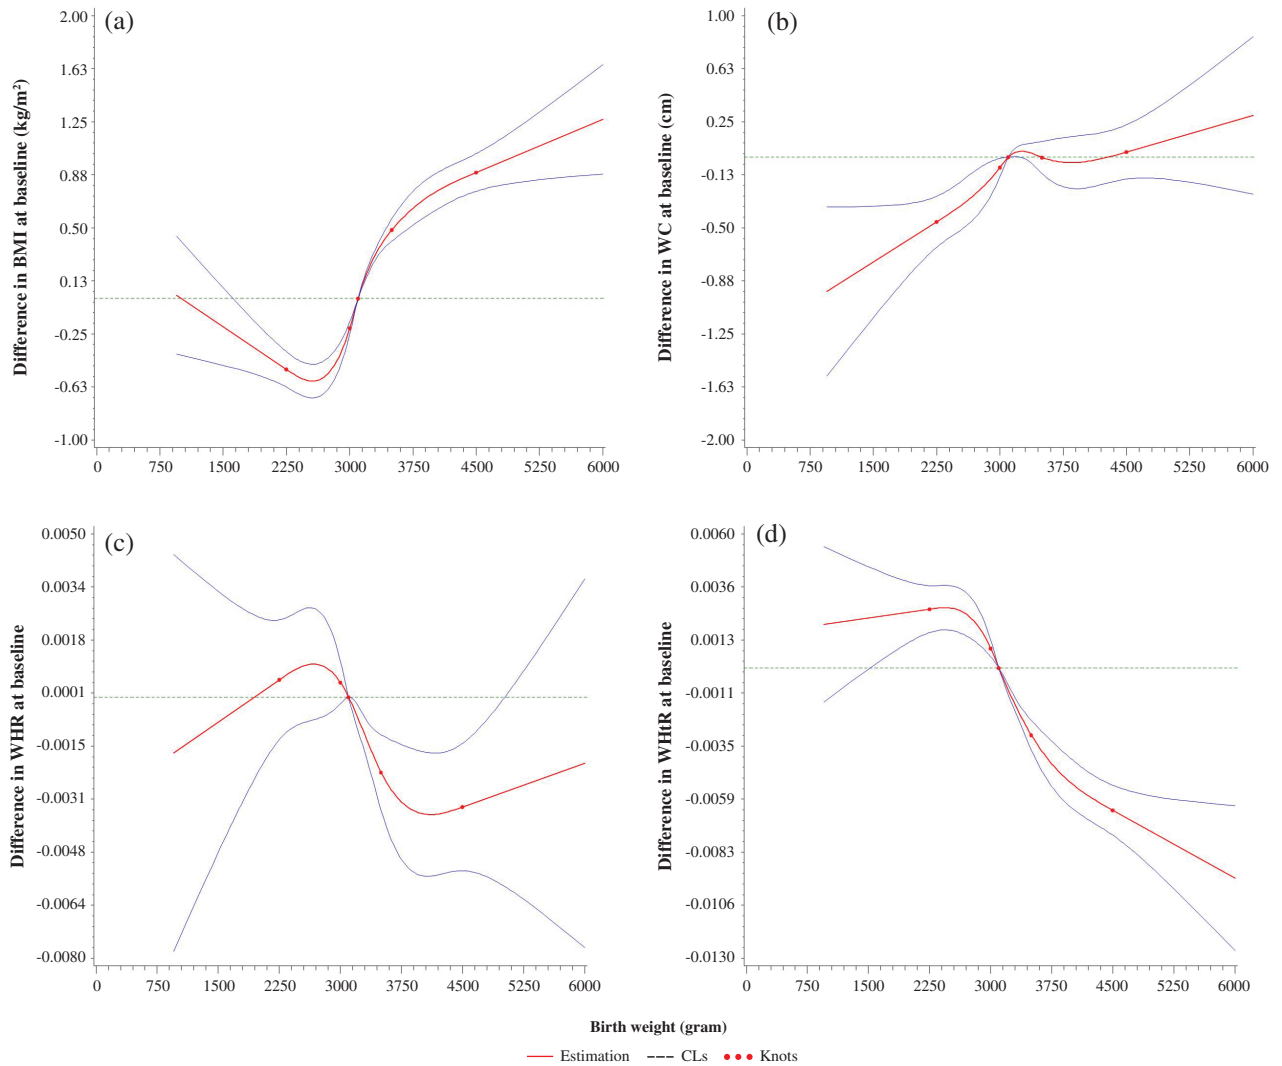 (a)
Difference in BMI at baseline (kg/m²)
2.00
1.63
1.25
0.88
0.50
0.13
-0.25
-0.63
-1.00
0 750 1500 2250 3000 3750 4500 5250 6000
(b)
Difference in WC at baseline (cm)
1.00
0.63
0.25
-0.13
-0.50
-0.88
-1.25
-1.63
-2.00
0 750 1500 2250 3000 3750 4500 5250 6000
(c)
Difference in WHR at baseline
0.0050
0.0034
0.0018
0.0001
-0.0015
-0.0031
-0.0048
-0.0064
-0.0080
0 750 1500 2250 3000 3750 4500 5250 6000
(d)
Difference in WHtR at baseline
0.0060
0.0036
0.0013
-0.0011
-0.0035
-0.0059
-0.0083
-0.0106
-0.0130
0 750 1500 2250 3000 3750 4500 5250 6000
Birth weight (gram)
Estimation CLs Knots